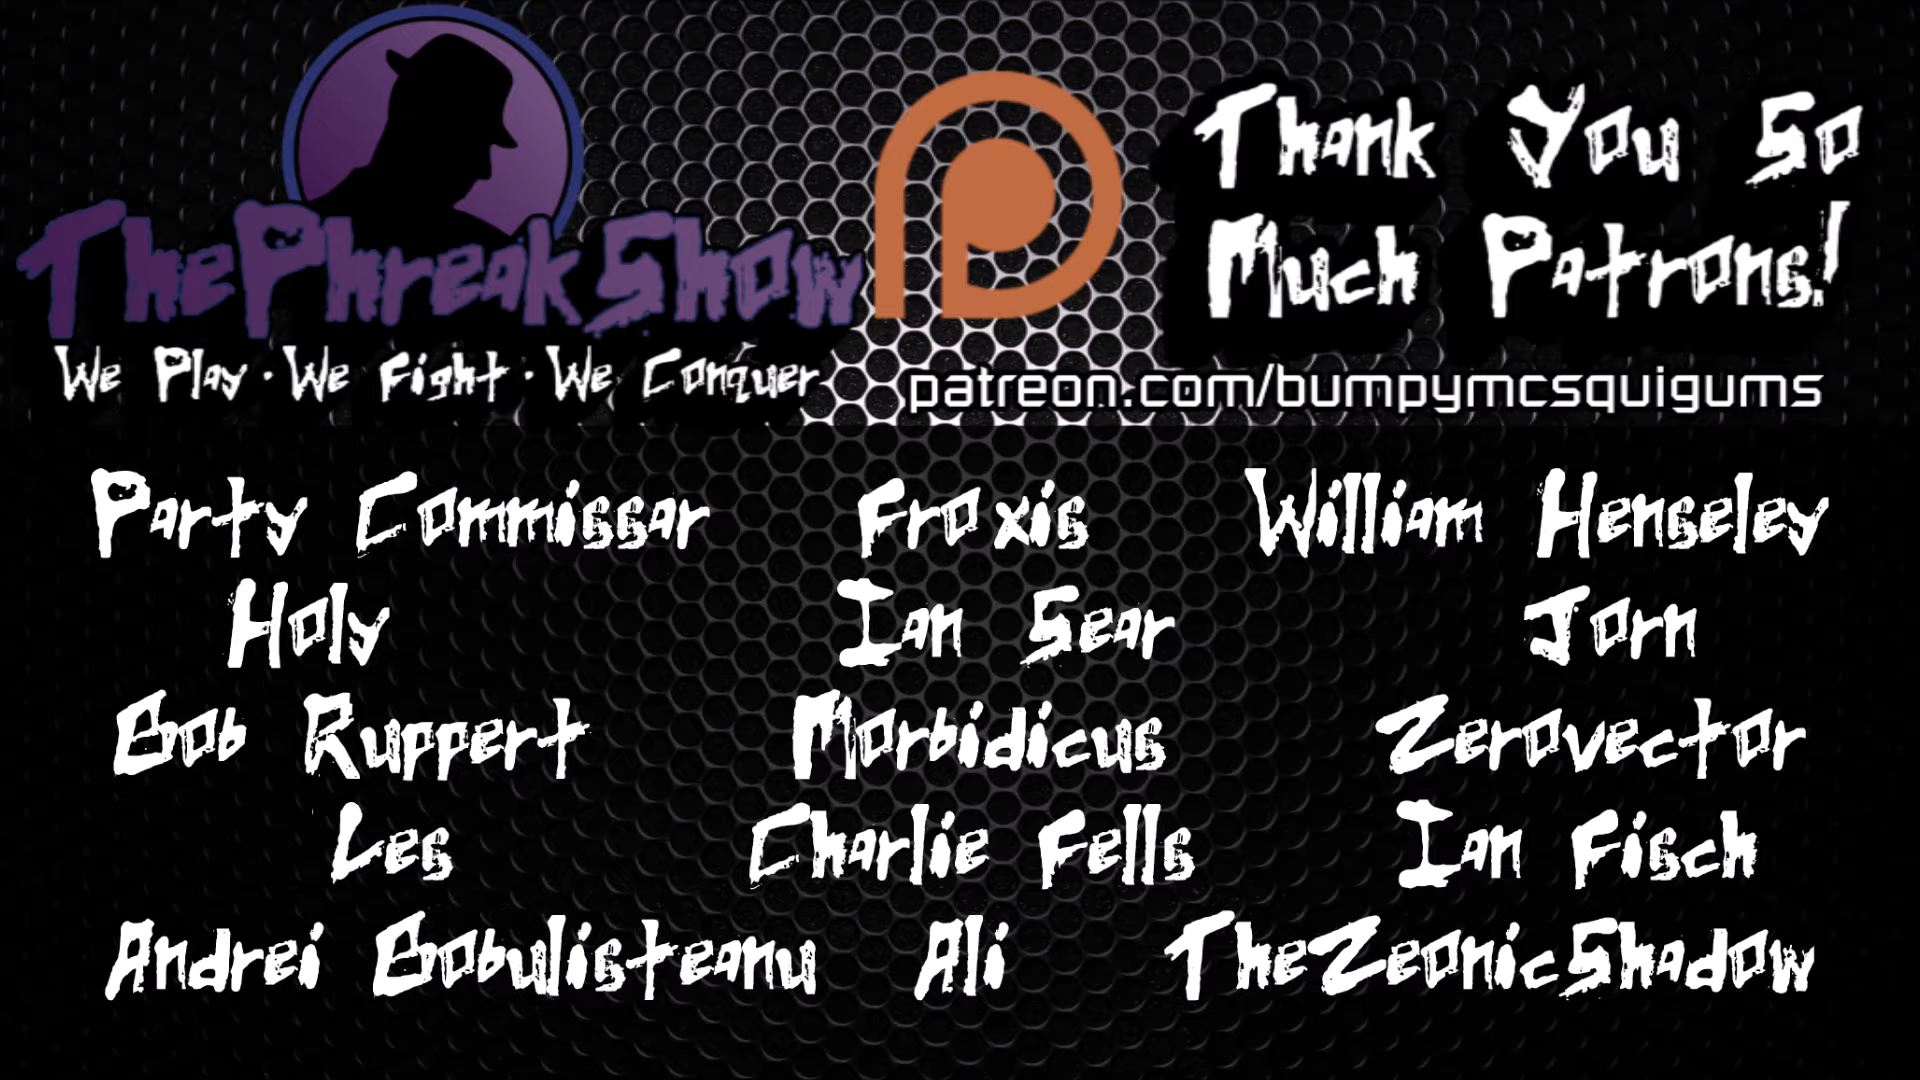 ThePhreakShow
We Play · We Fight · We Conquer
Thank You So
Much Patrons!
patreon.com/bumpymcsquigums
Party Commissar Froxis William Henseley
Holy Ian Sear Jorn
Bob Ruppert Morbidicus Zerovector
Les Charlie Fells Ian Fisch
Andrei Bobulisteanu Ali TheZeonicShadow